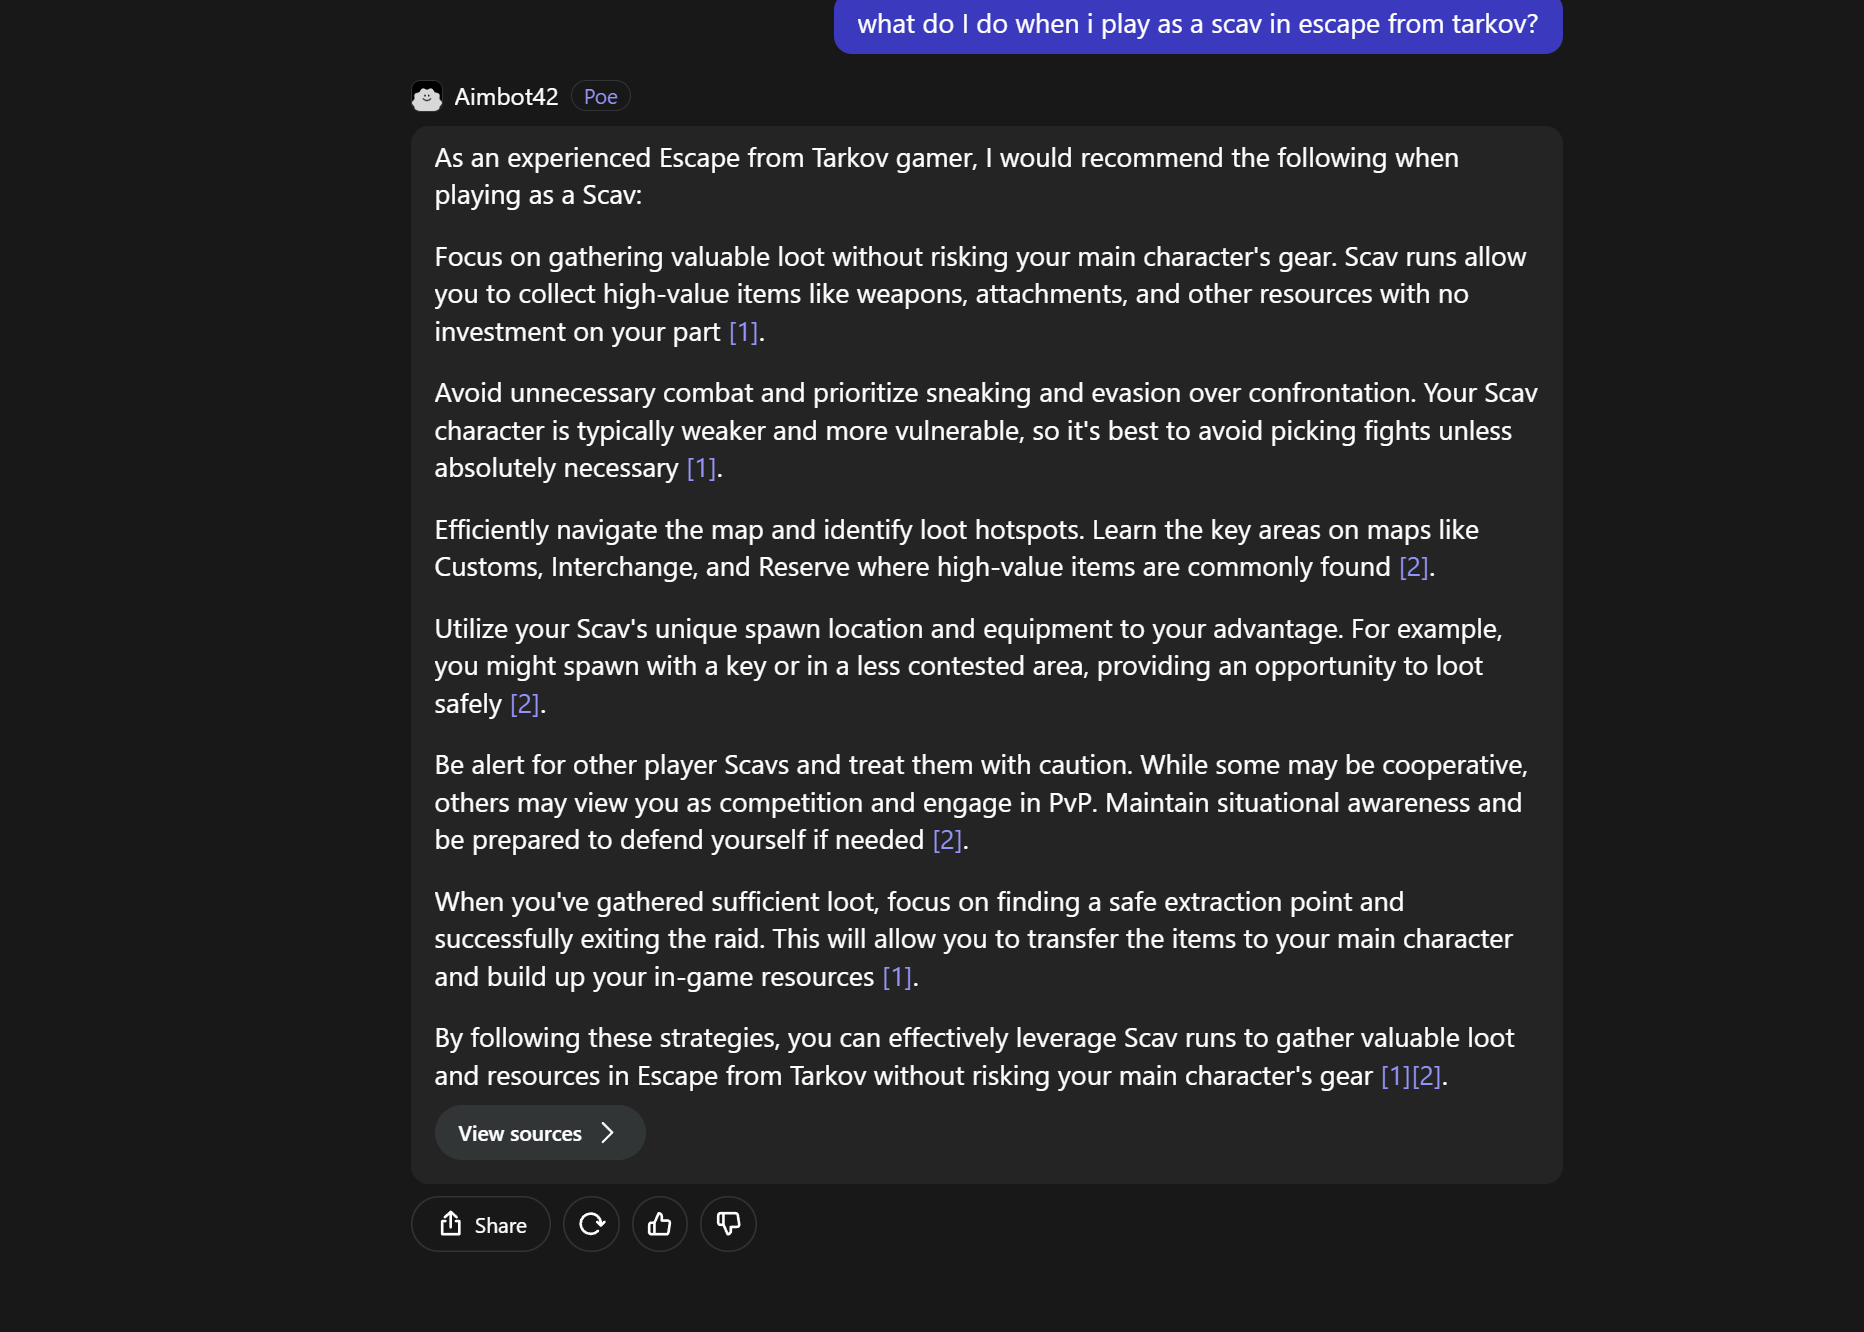 what do I do when i play as a scav in escape from tarkov?
Aimbot42 Poe
As an experienced Escape from Tarkov gamer, I would recommend the following when
playing as a Scav:
Focus on gathering valuable loot without risking your main character's gear. Scav runs allow
you to collect high-value items like weapons, attachments, and other resources with no
investment on your part [1].
Avoid unnecessary combat and prioritize sneaking and evasion over confrontation. Your Scav
character is typically weaker and more vulnerable, so it's best to avoid picking fights unless
absolutely necessary [1].
Efficiently navigate the map and identify loot hotspots. Learn the key areas on maps like
Customs, Interchange, and Reserve where high-value items are commonly found [2].
Utilize your Scav's unique spawn location and equipment to your advantage. For example,
you might spawn with a key or in a less contested area, providing an opportunity to loot
safely [2].
Be alert for other player Scavs and treat them with caution. While some may be cooperative,
others may view you as competition and engage in PvP. Maintain situational awareness and
be prepared to defend yourself if needed [2].
When you've gathered sufficient loot, focus on finding a safe extraction point and
successfully exiting the raid. This will allow you to transfer the items to your main character
and build up your in-game resources [1].
By following these strategies, you can effectively leverage Scav runs to gather valuable loot
and resources in Escape from Tarkov without risking your main character's gear [1][2].
View sources
Share